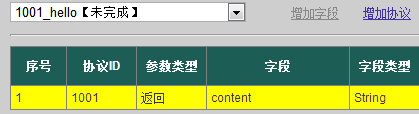 1001_hello【未完成】 增加字段 增加协议
序号 协议ID 参数类型 字段 字段类型
1 1001 返回 content String